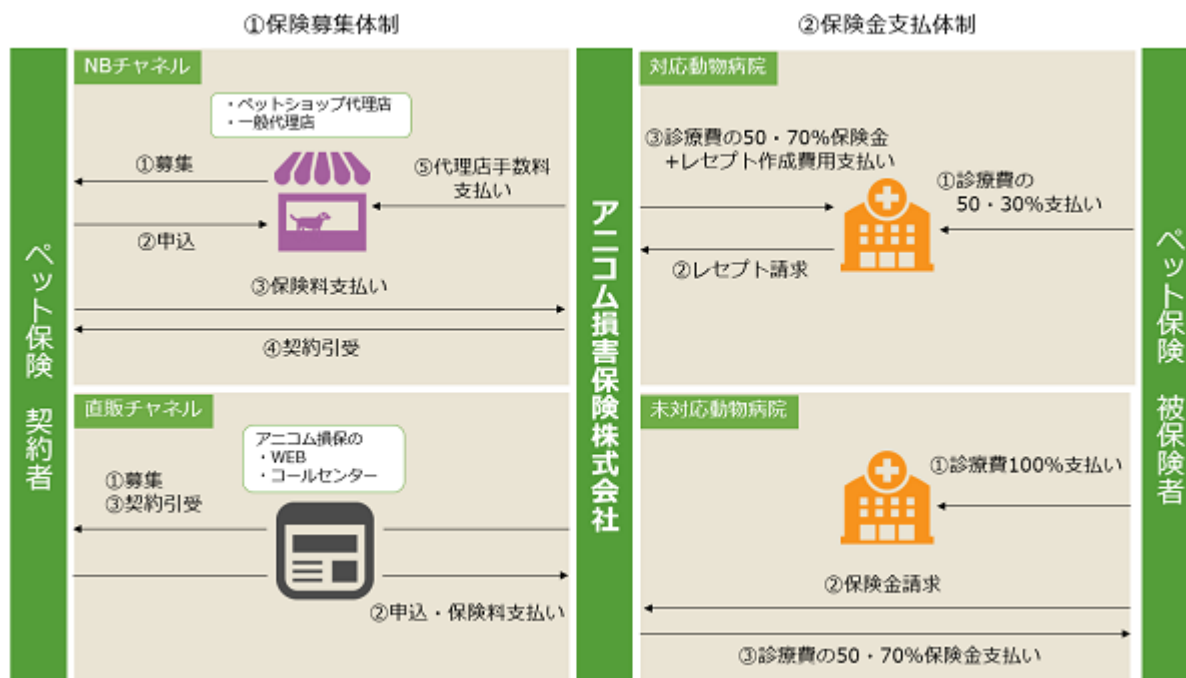 ①保険募集体制
ペット保険 契約者
NBチャネル
・ペットショップ代理店
・一般代理店
①募集
②申込
⑤代理店手数料
支払い
③保険料支払い
④契約引受
直販チャネル
アニコム損保の
・WEB
・コールセンター
①募集
③契約引受
②申込・保険料支払い
アニコム損害保険株式会社
②保険金支払体制
対応動物病院
③診療費の50・70%保険金
+レセプト作成費用支払い
①診療費の
50・30%支払い
②レセプト請求
未対応動物病院
①診療費100%支払い
②保険金請求
③診療費の50・70%保険金支払い
ペット保険 被保険者